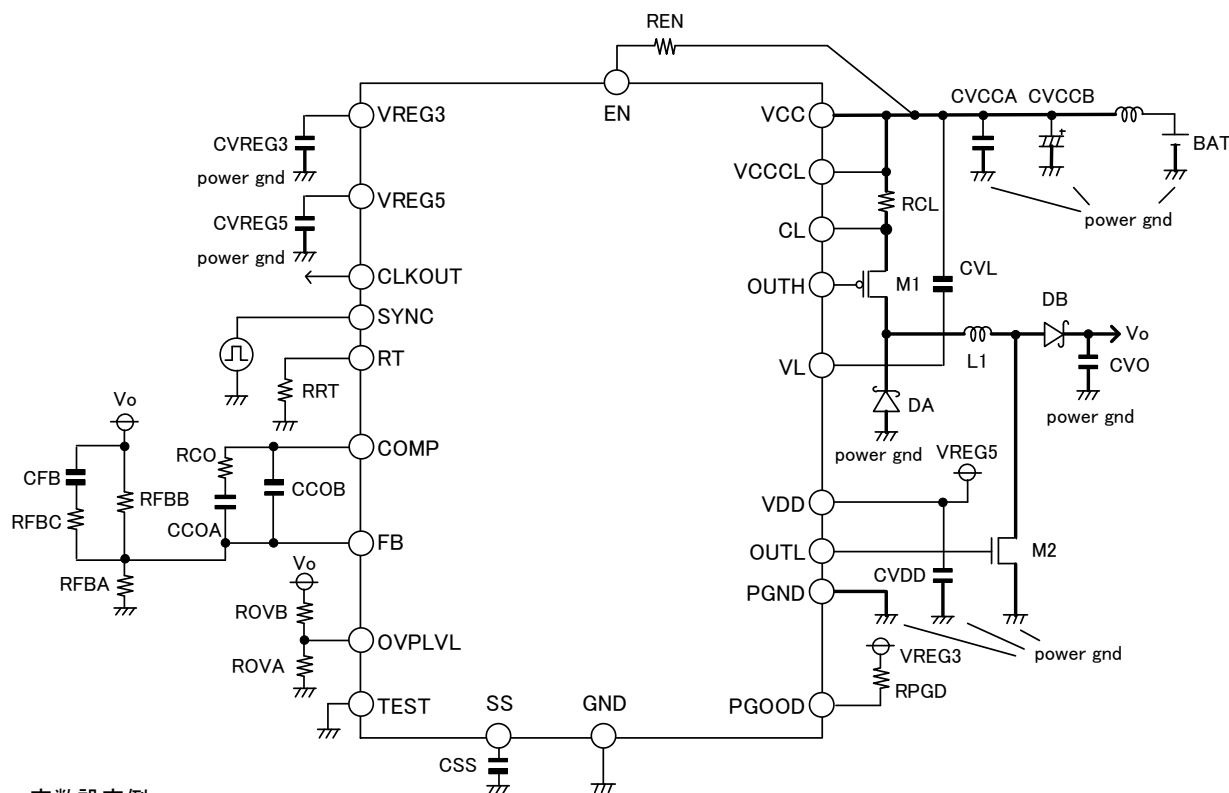 REN
EN
VREG3
CVREG3
power gnd
VREG5
CVREG5
power gnd
CLKOUT
SYNC
RT
RRT
Vo
RCO
COMP
CFB
RFBB
CCOB
RFBC
CCOA
FB
RFBA
Vo
ROVB
OVPLVL
ROVA
TEST
SS
GND
CSS
VCC
CVCCA
CVCCB
BAT
VCCCL
RCL
power gnd
CL
OUTH
M1
CVL
DB
Vo
L1
CVO
VL
DA
power gnd
power gnd
VREG5
VDD
OUTL
M2
CVDD
PGND
power gnd
VREG3
RPGD
PGOOD